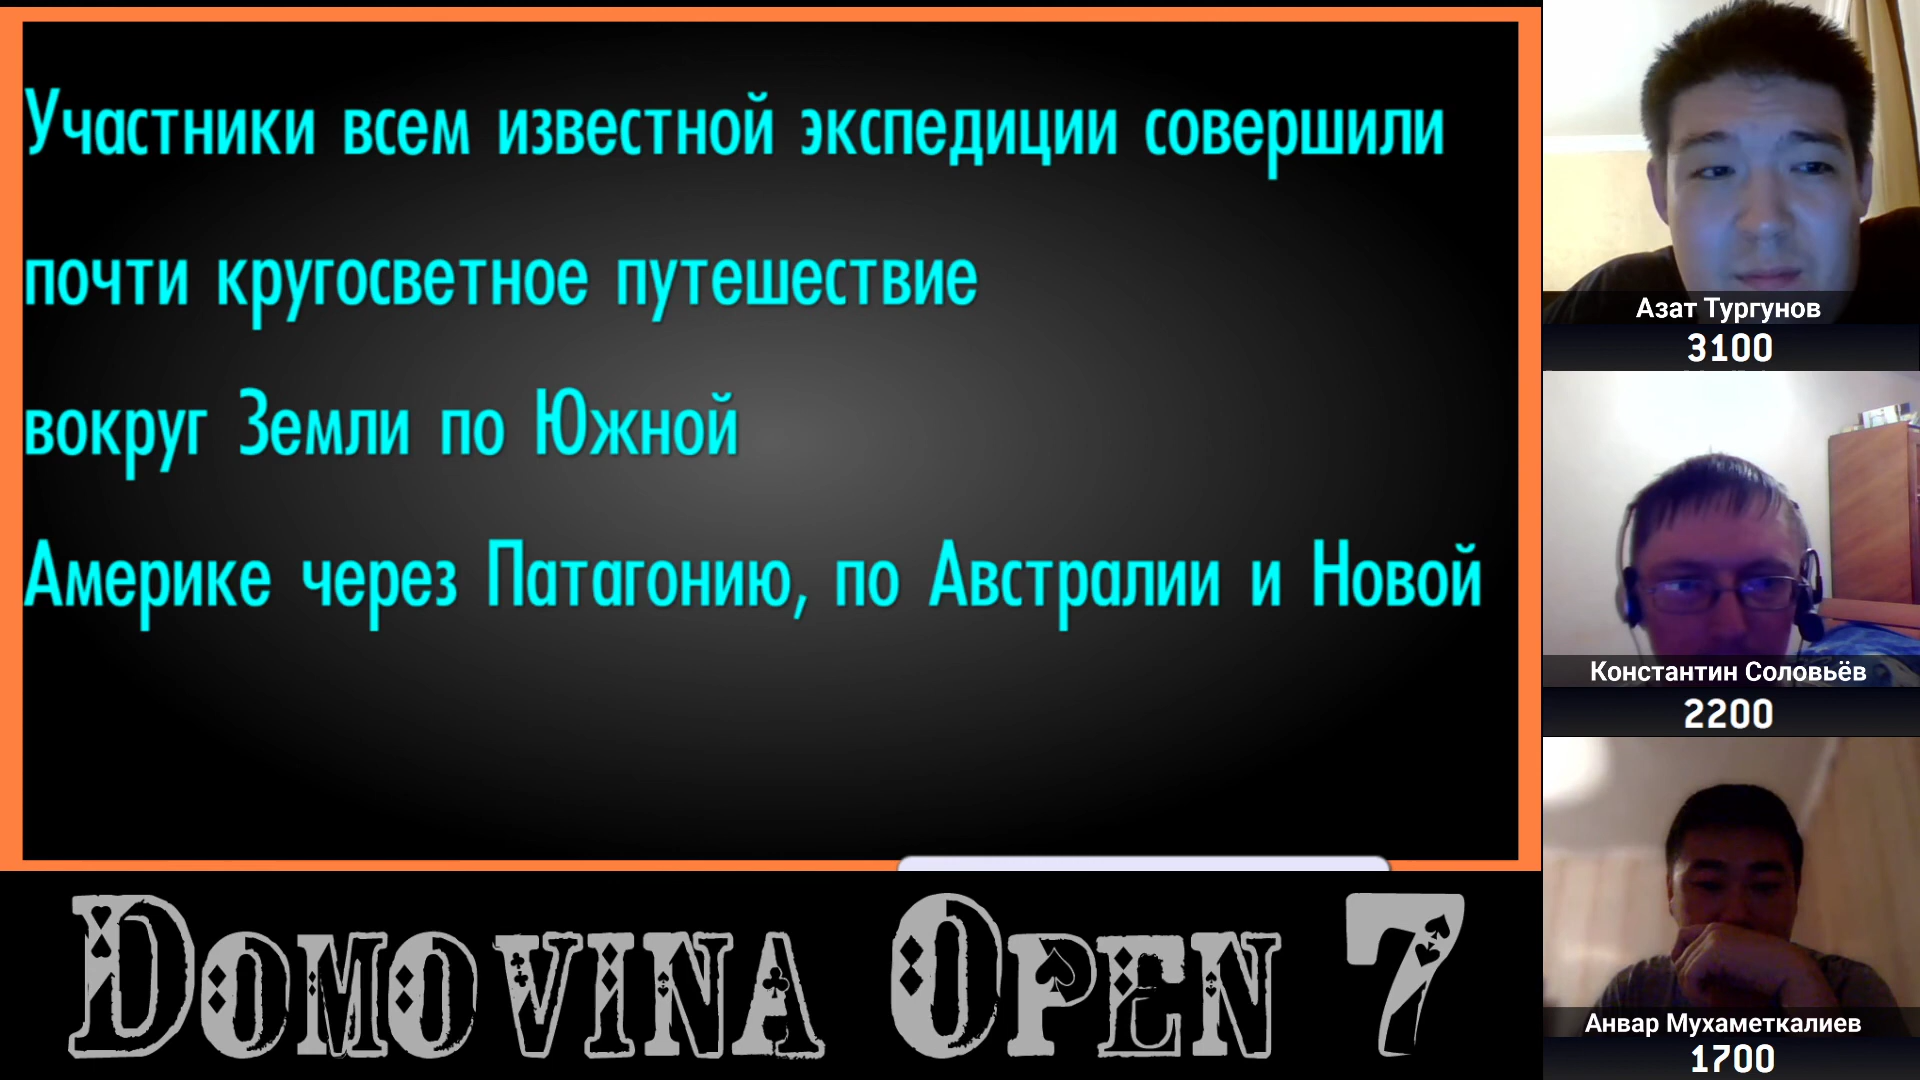 Участники всем известной экспедиции совершили
почти кругосветное путешествие
вокруг Земли по Южной
Америке через Патагонию, по Австралии и Новой
Domovina Open 7
Азат Тургунов
3100
Константин Соловьёв
2200
Анвар Мухаметкалиев
1700